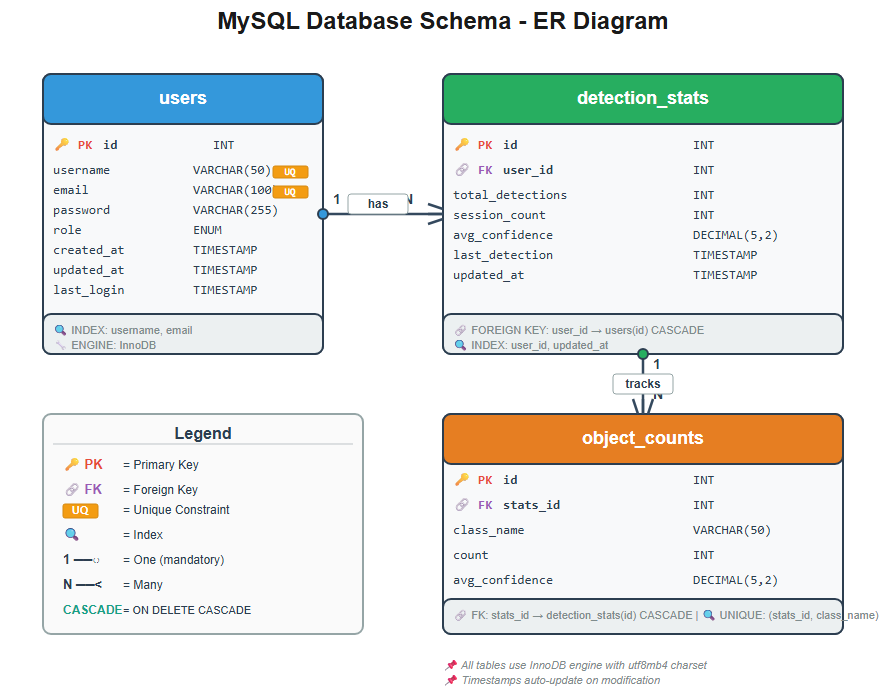 MySQL Database Schema - ER Diagram
users
PK id INT
username VARCHAR(50) UQ
email VARCHAR(100 UQ
password VARCHAR(255)
role ENUM
created_at TIMESTAMP
updated_at TIMESTAMP
last_login TIMESTAMP
INDEX: username, email
ENGINE: InnoDB
1 has N
detection_stats
PK id INT
FK user_id INT
total_detections INT
session_count INT
avg_confidence DECIMAL(5,2)
last_detection TIMESTAMP
updated_at TIMESTAMP
FOREIGN KEY: user_id → users(id) CASCADE
INDEX: user_id, updated_at
1
tracks
N
object_counts
PK id INT
FK stats_id INT
class_name VARCHAR(50)
count INT
avg_confidence DECIMAL(5,2)
FK: stats_id → detection_stats(id) CASCADE | UNIQUE: (stats_id, class_name)
Legend
PK = Primary Key
FK = Foreign Key
UQ = Unique Constraint
= Index
1 ──○ = One (mandatory)
N ──< = Many
CASCADE = ON DELETE CASCADE
All tables use InnoDB engine with utf8mb4 charset
Timestamps auto-update on modification